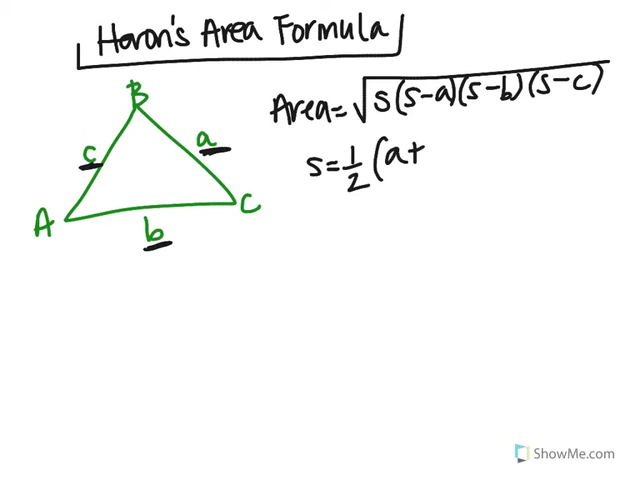 Heron's Area Formula
B
Area=√s(s-a)(s-b)(s-c)
c
a
s=1/2(a+
A
b
C
ShowMe.com